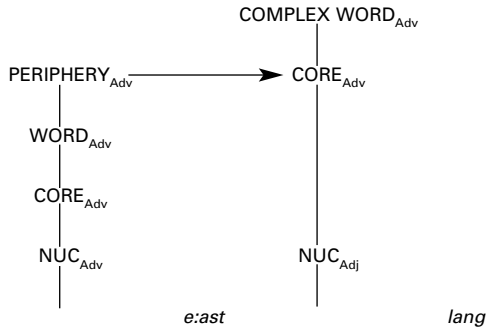 COMPLEX WORDAdv
PERIPHERYAdv COREAdv
WORDAdv
COREAdv
NUCAdv NUCAdj
e:ast lang